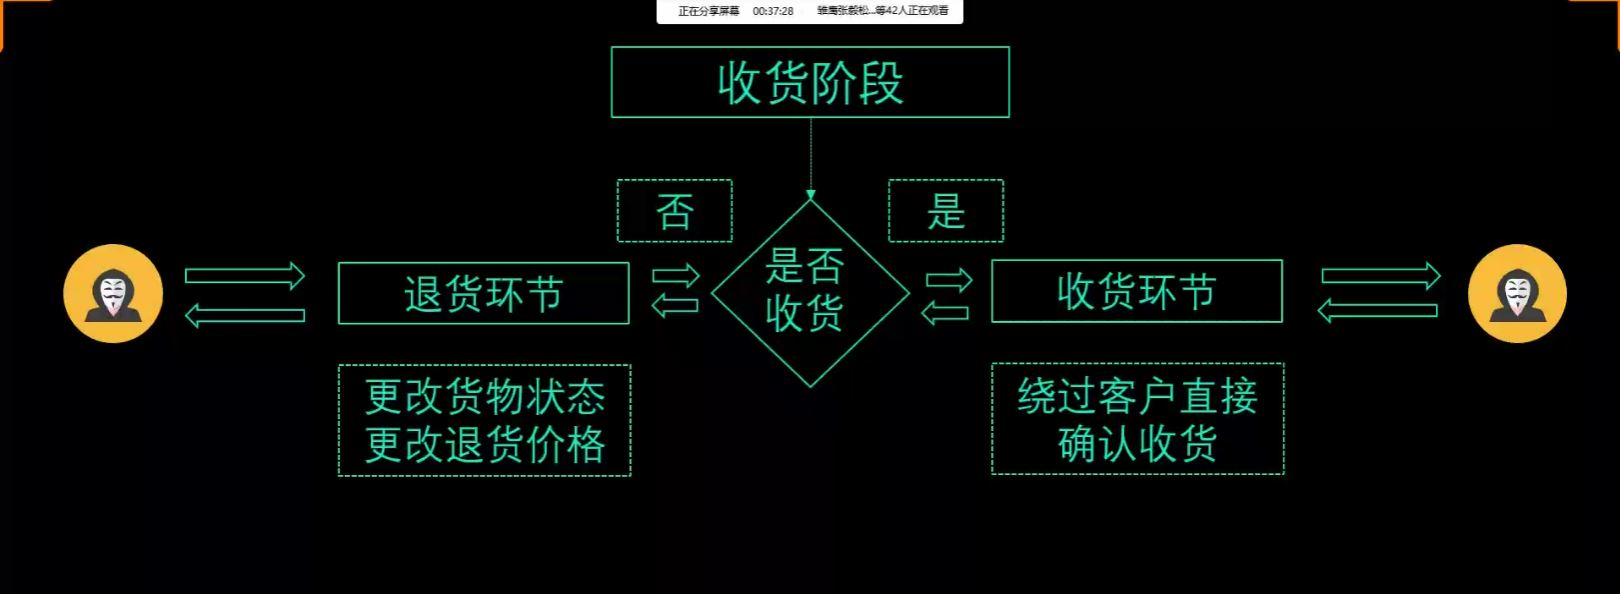 正在分享屏幕 00:37:28 雏鹰张毅松...等42人正在观看
收货阶段
否
是
是否
收货
退货环节
收货环节
更改货物状态
更改退货价格
绕过客户直接
确认收货